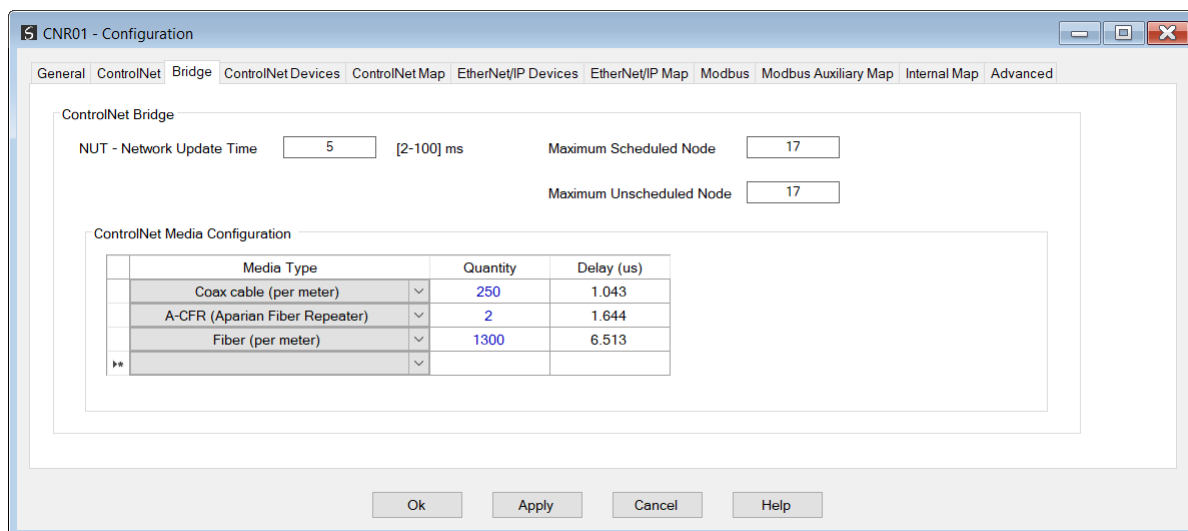 CNR01 - Configuration
General ControlNet Bridge ControlNet Devices ControlNet Map EtherNet/IP Devices EtherNet/IP Map Modbus Modbus Auxiliary Map Internal Map Advanced
ControlNet Bridge
NUT - Network Update Time 5 [2-100] ms Maximum Scheduled Node 17
Maximum Unscheduled Node 17
ControlNet Media Configuration
Media Type Quantity Delay (us)
Coax cable (per meter) 250 1.043
A-CFR (Aparian Fiber Repeater) 2 1.644
Fiber (per meter) 1300 6.513
Ok Apply Cancel Help